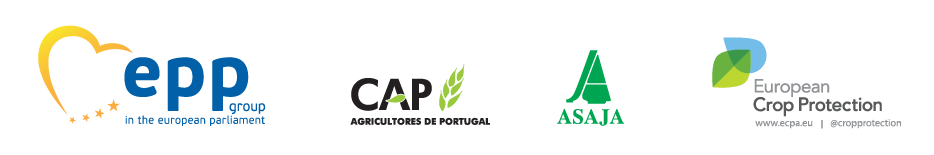 epp
group
in the european parliament
CAP
AGRICULTORES DE PORTUGAL
ASAJA
European
Crop Protection
www.ecpa.eu | @cropprotection